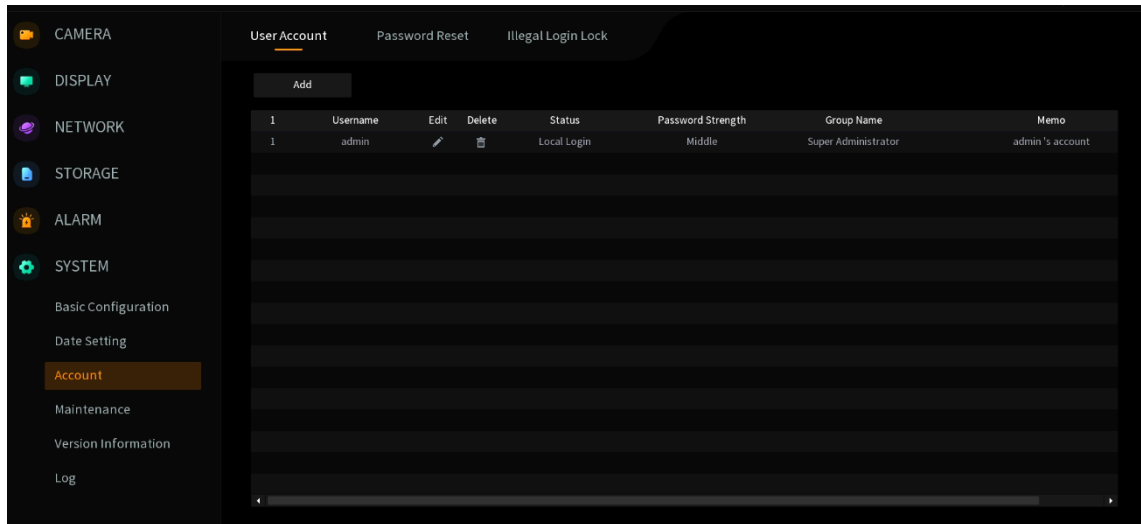 CAMERA
DISPLAY
NETWORK
STORAGE
ALARM
SYSTEM
Basic Configuration
Date Setting
Account
Maintenance
Version Information
Log
User Account Password Reset Illegal Login Lock
Add
1 Username Edit Delete Status Password Strength Group Name Memo
1 admin Local Login Middle Super Administrator admin 's account